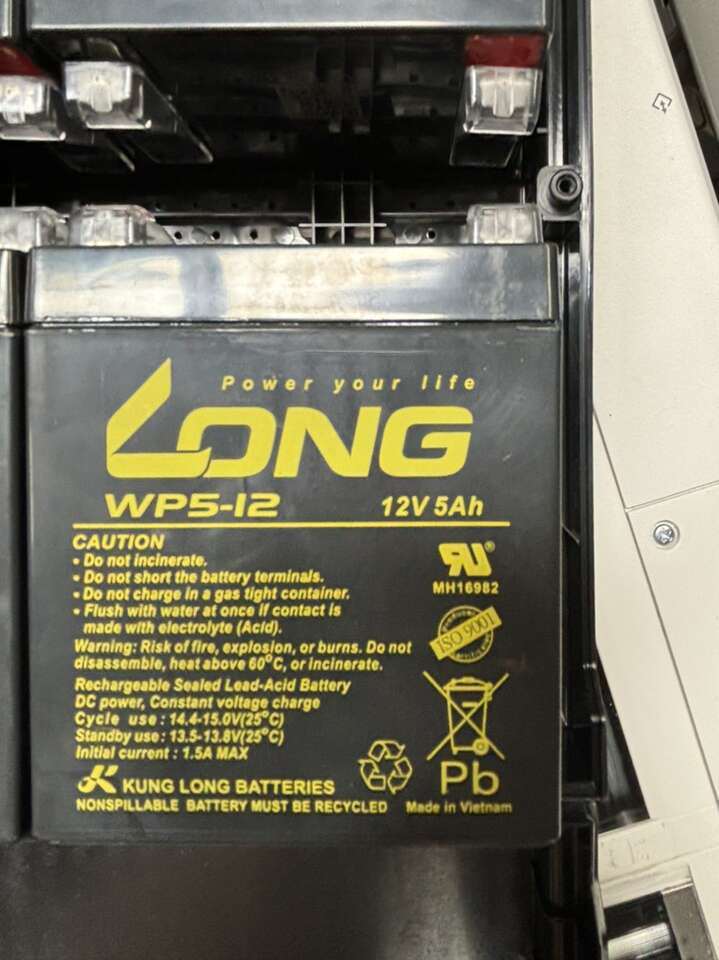 Power your life
LONG
WP5-12 12V 5Ah
CAUTION
• Do not incinerate.
• Do not short the battery terminals.
• Do not charge in a gas tight container.
• Flush with water at once if contact is
made with electrolyte (Acid).
Warning: Risk of fire, explosion, or burns. Do not
disassemble, heat above 60°C, or incinerate.
Rechargeable Sealed Lead-Acid Battery
DC power, Constant voltage charge
Cycle use : 14.4-15.0V(25°C)
Standby use : 13.5-13.8V(25°C)
Initial current : 1.5A MAX
RU®
MH16982
ISO 9001
Pb
KUNG LONG BATTERIES
NONSPILLABLE BATTERY MUST BE RECYCLED
Made in Vietnam